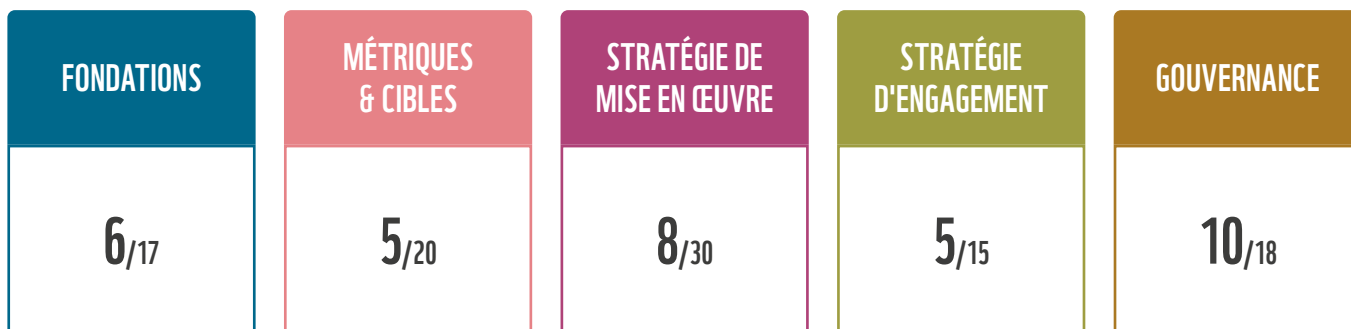 FONDATIONS
6/17
MÉTRIQUES
& CIBLES
5/20
STRATÉGIE DE
MISE EN ŒUVRE
8/30
STRATÉGIE
D'ENGAGEMENT
5/15
GOUVERNANCE
10/18